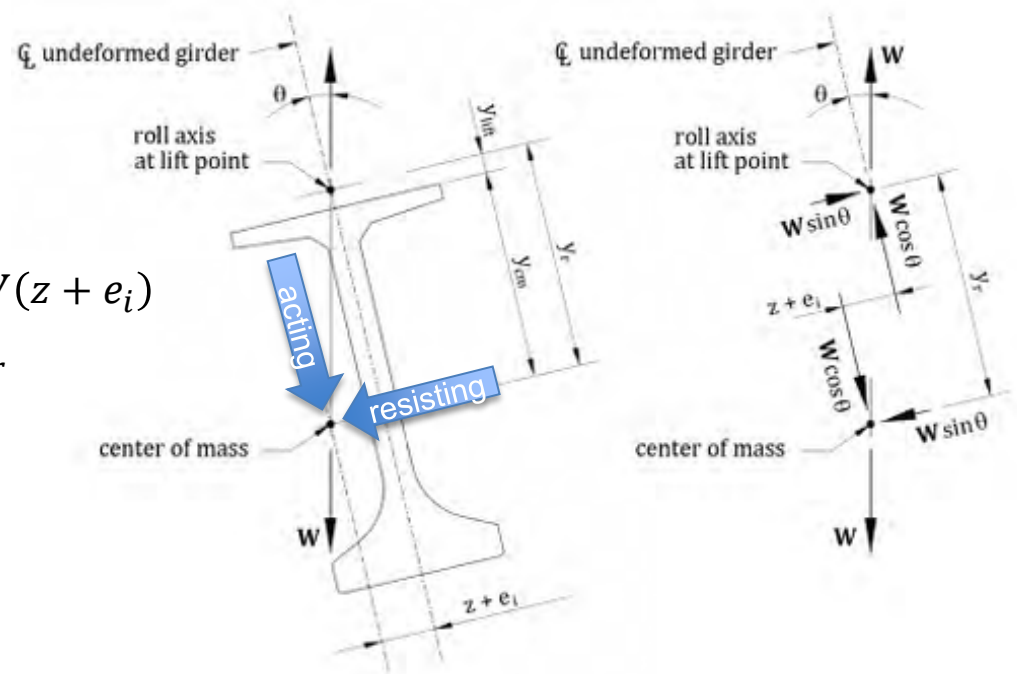 ℄ undeformed girder
θ
roll axis
at lift point
y_lift
y_cm
y_r
(z + e_i)
acting
resisting
center of mass
W
z + e_i
℄ undeformed girder
W
θ
roll axis
at lift point
W sinθ
W cosθ
z + e_i
y_r
W cosθ
center of mass
W sinθ
W